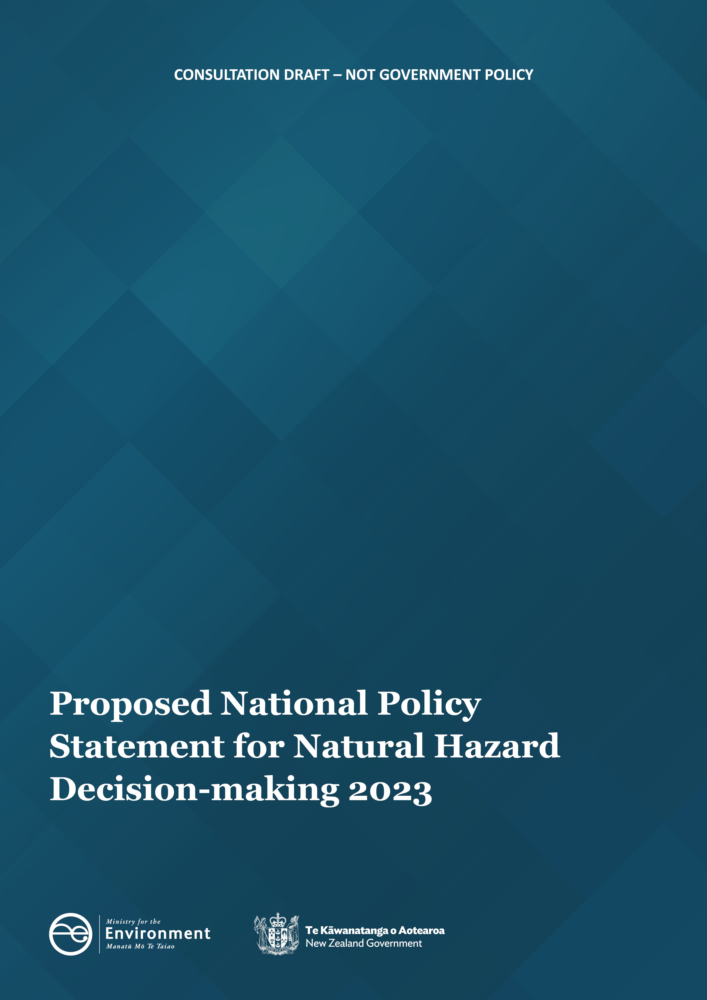 CONSULTATION DRAFT – NOT GOVERNMENT POLICY
Proposed National Policy
Statement for Natural Hazard
Decision-making 2023
Ministry for the
Environment
Manatū Mō Te Taiao
Te Kāwanatanga o Aotearoa
New Zealand Government